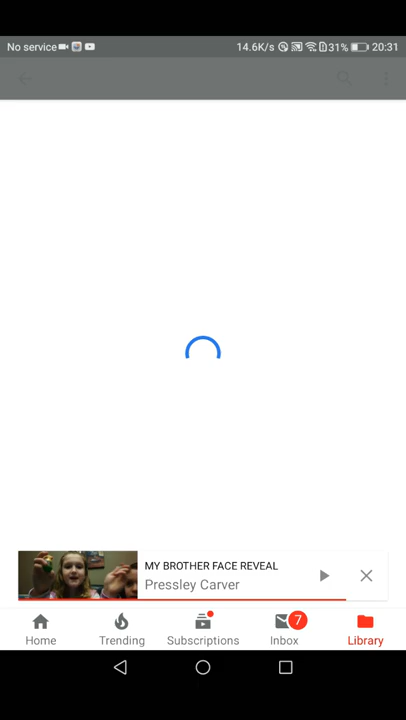 No service 14.6K/s 31% 20:31
MY BROTHER FACE REVEAL
Pressley Carver
7
Home Trending Subscriptions Inbox Library